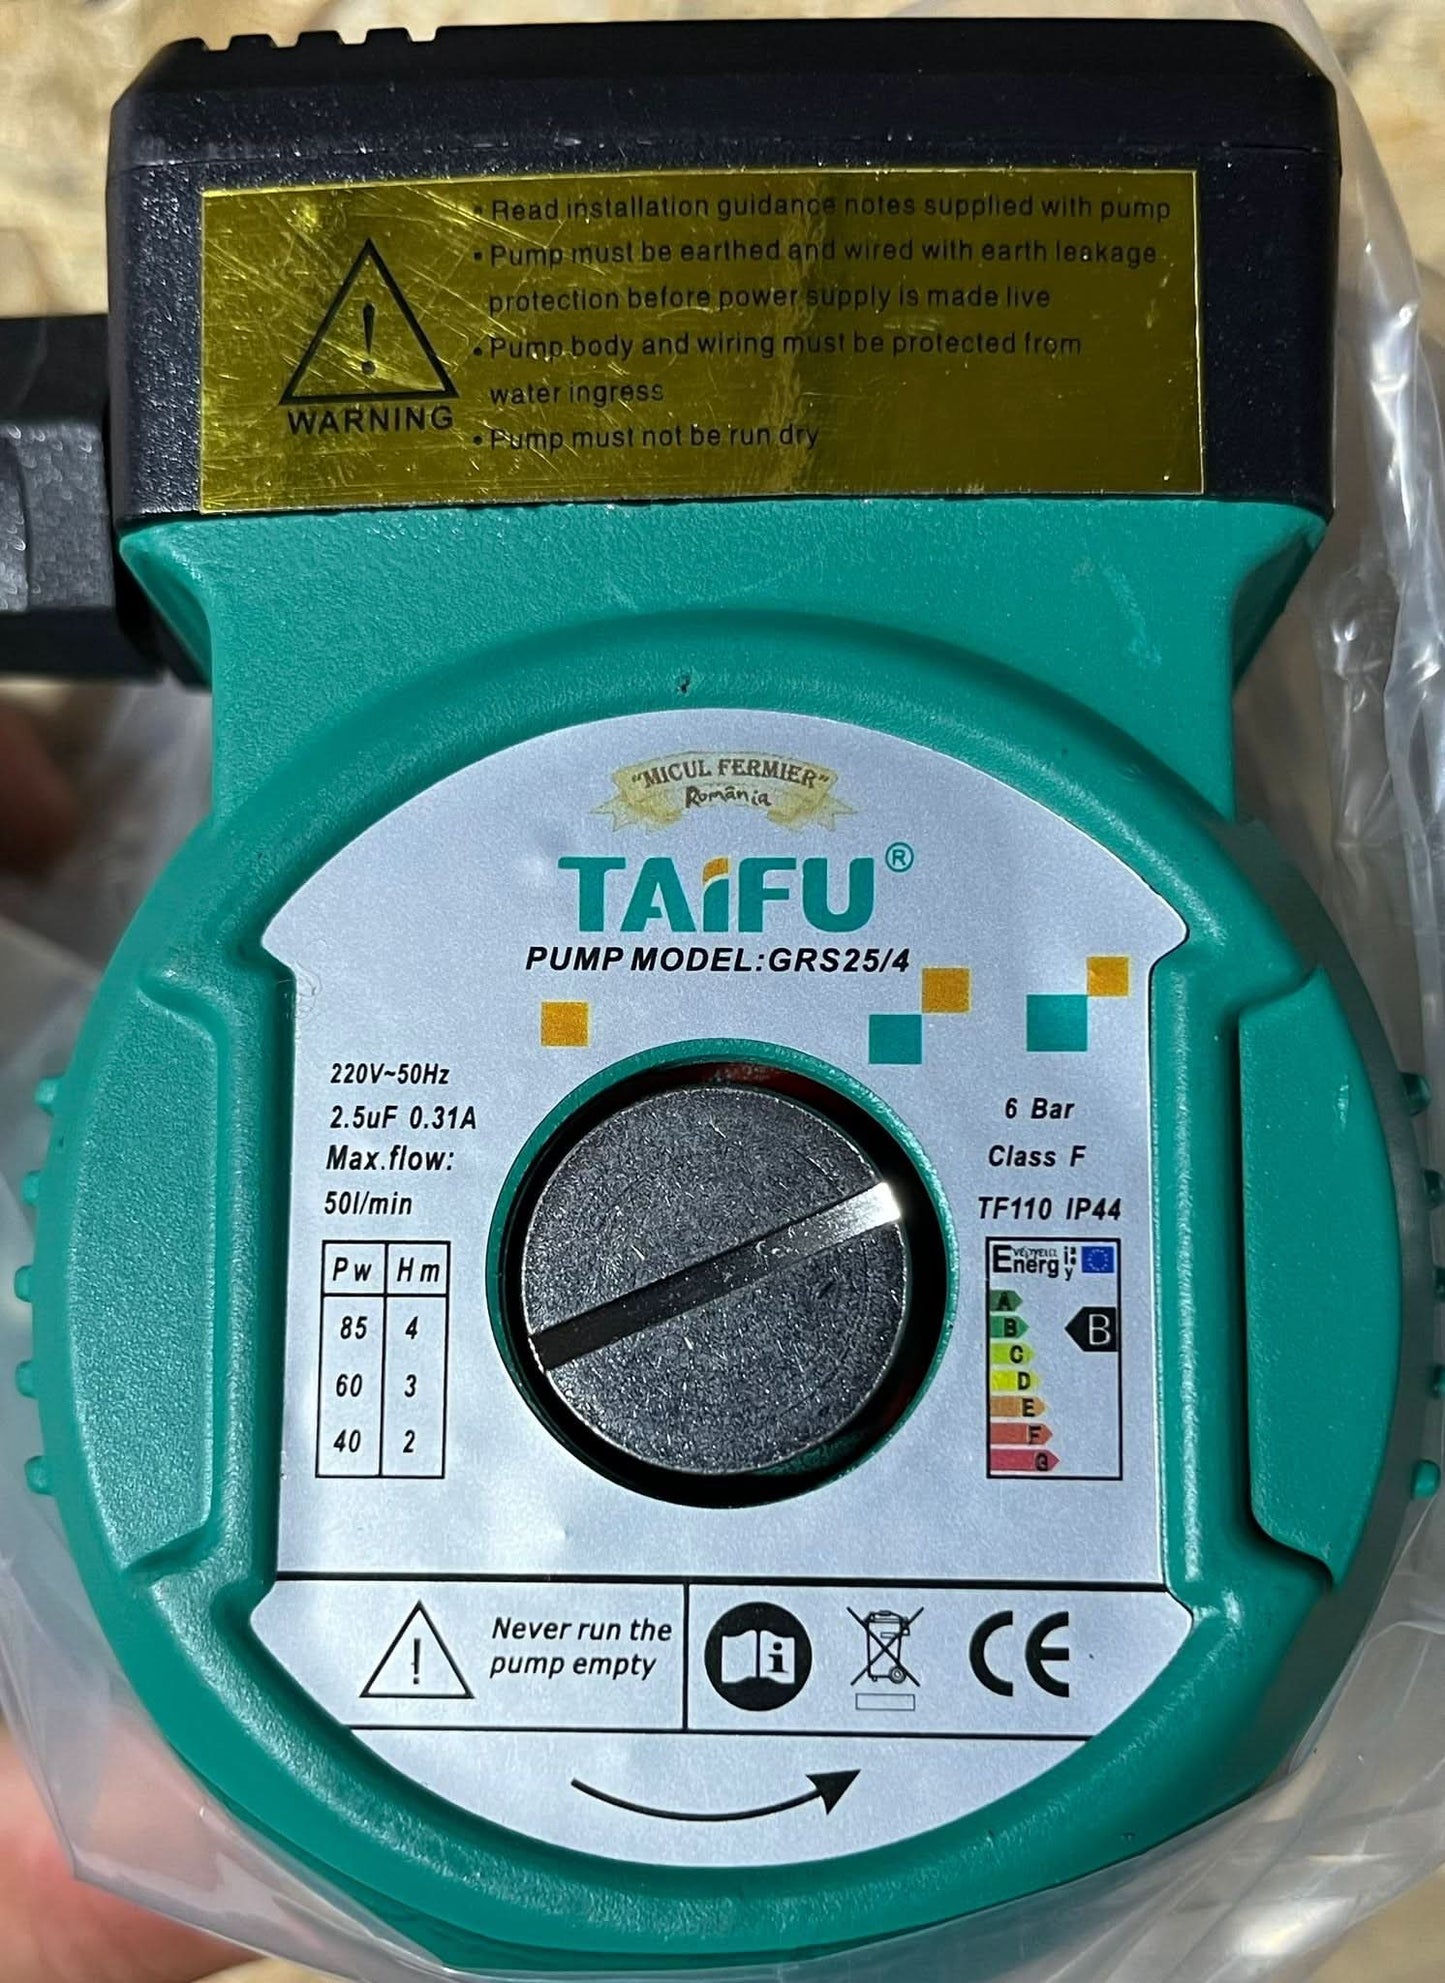 • Read installation guidance notes supplied with pump
• Pump must be earthed and wired with earth leakage
protection before power supply is made live
• Pump body and wiring must be protected from
water ingress
• Pump must not be run dry
!
WARNING
"MICUL FERMIER"
România
TAiFU®
PUMP MODEL:GRS25/4
220V~50Hz
2.5uF 0.31A
Max.flow:
50l/min
Pw Hm
85 4
60 3
40 2
6 Bar
Class F
TF110 IP44
Energ
A
B
C
D
E
F
G
B
!
Never run the
pump empty
i
CE